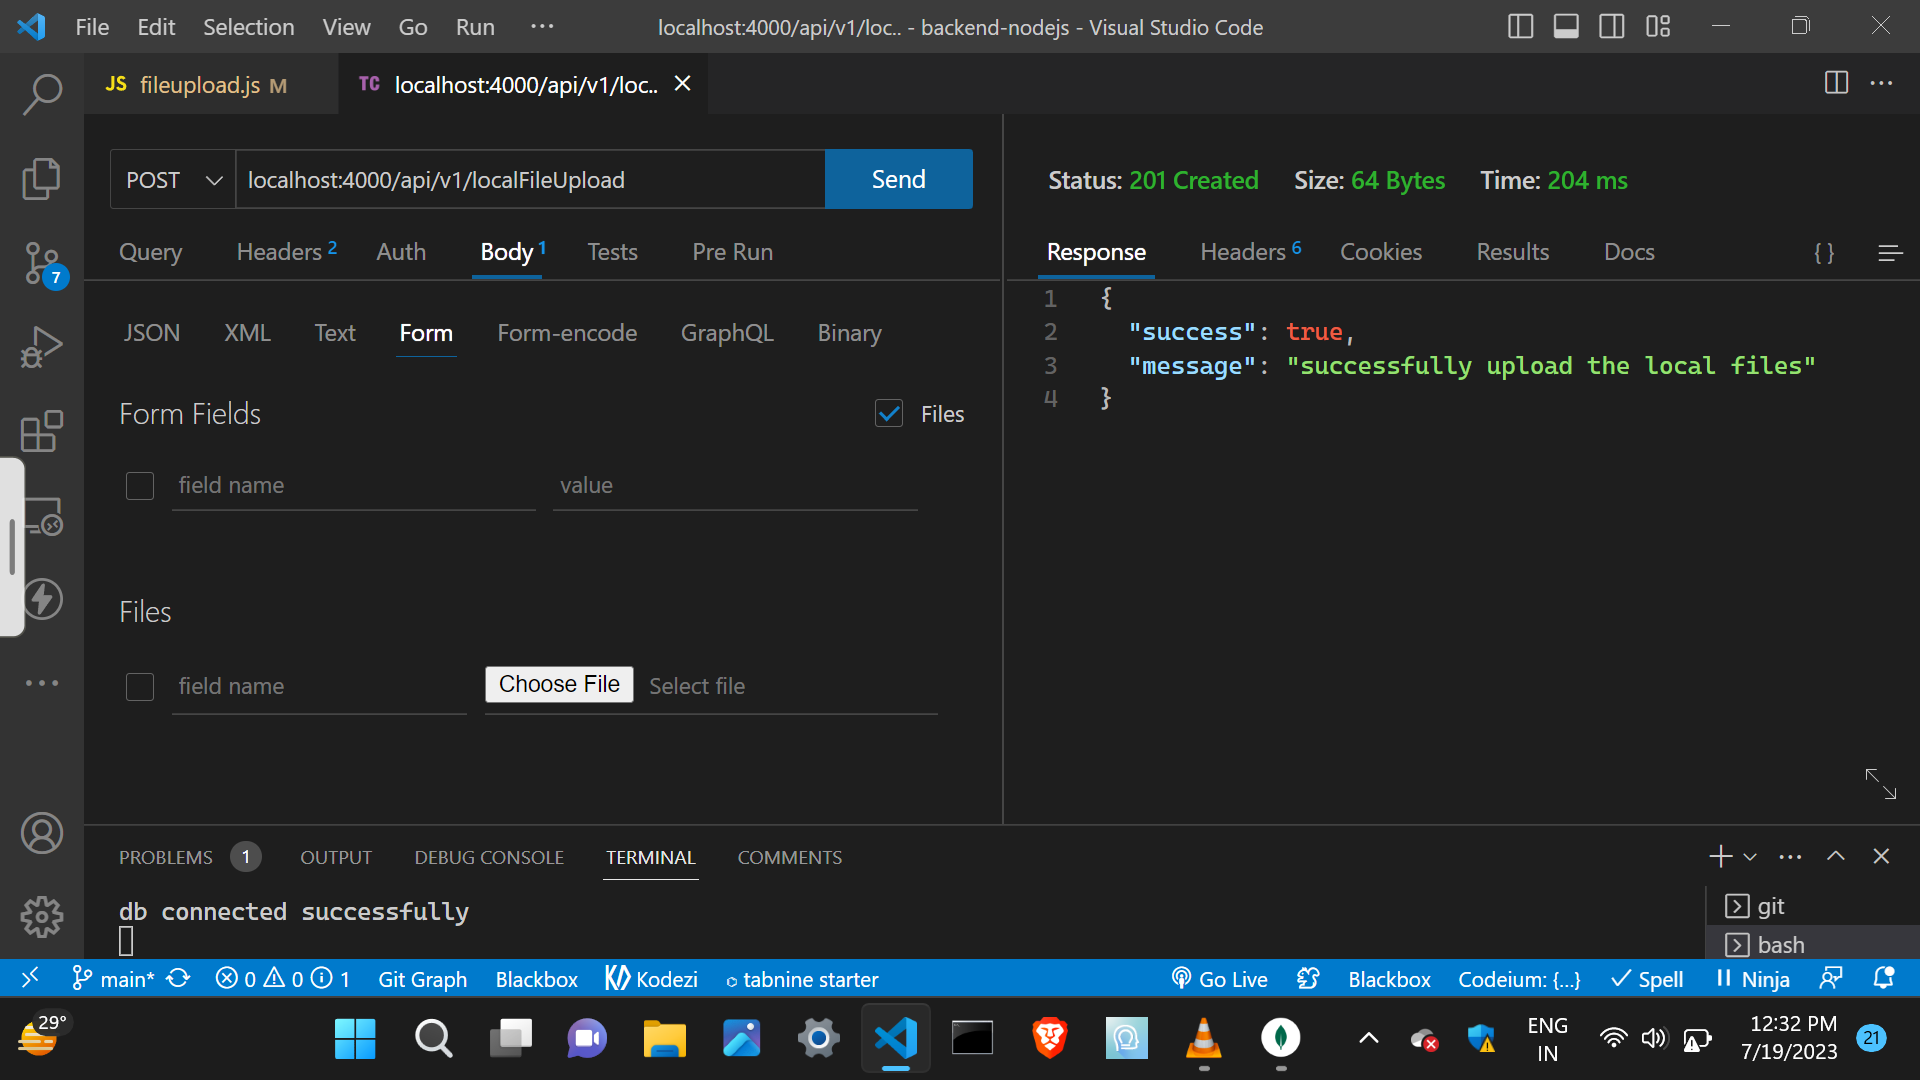 File Edit Selection View Go Run ··· localhost:4000/api/v1/loc.. - backend-nodejs - Visual Studio Code
JS fileupload.js M TC localhost:4000/api/v1/loc..
POST localhost:4000/api/v1/localFileUpload Send
Status: 201 Created Size: 64 Bytes Time: 204 ms
Query Headers 2 Auth Body 1 Tests Pre Run
Response Headers 6 Cookies Results Docs { }
7
JSON XML Text Form Form-encode GraphQL Binary
1 {
2 "success": true,
3 "message": "successfully upload the local files"
4 }
Form Fields Files
field name value
Files
field name Choose File Select file
PROBLEMS 1 OUTPUT DEBUG CONSOLE TERMINAL COMMENTS
db connected successfully
git
bash
main* 0 0 1 Git Graph Blackbox Kodezi tabnine starter Go Live Blackbox Codeium: {...} Spell Ninja
29°
ENG
IN
12:32 PM
7/19/2023
21